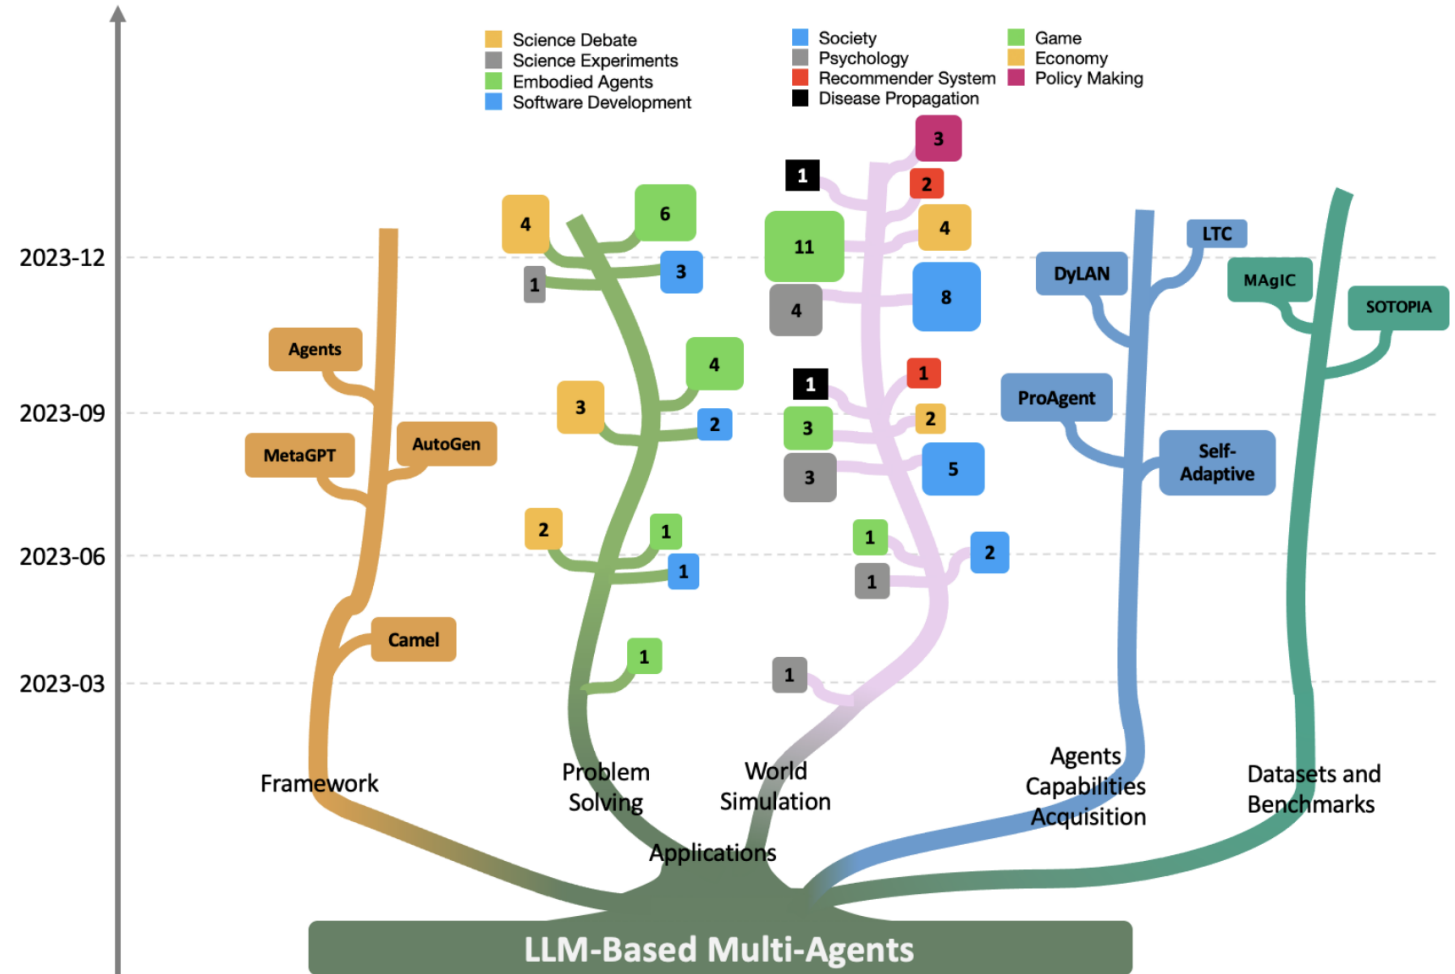 Science Debate
Science Experiments
Embodied Agents
Software Development
Society
Psychology
Recommender System
Disease Propagation
Game
Economy
Policy Making
2023-12
2023-09
2023-06
2023-03
Agents
MetaGPT
AutoGen
Camel
Framework
4
6
1
3
3
4
2
2
1
1
1
Problem
Solving
3
1
2
11
4
4
8
1
1
3
2
3
5
1
2
1
1
World
Simulation
Applications
LTC
DyLAN
ProAgent
Self-
Adaptive
Agents
Capabilities
Acquisition
MAgIC
SOTOPIA
Datasets and
Benchmarks
LLM-Based Multi-Agents